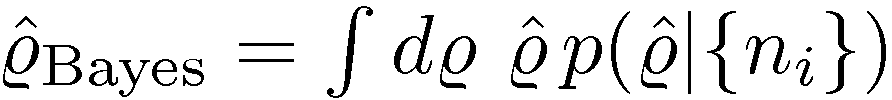 ϱ̂_Bayes = ∫ dϱ ϱ̂ p(ϱ̂|{n_i})